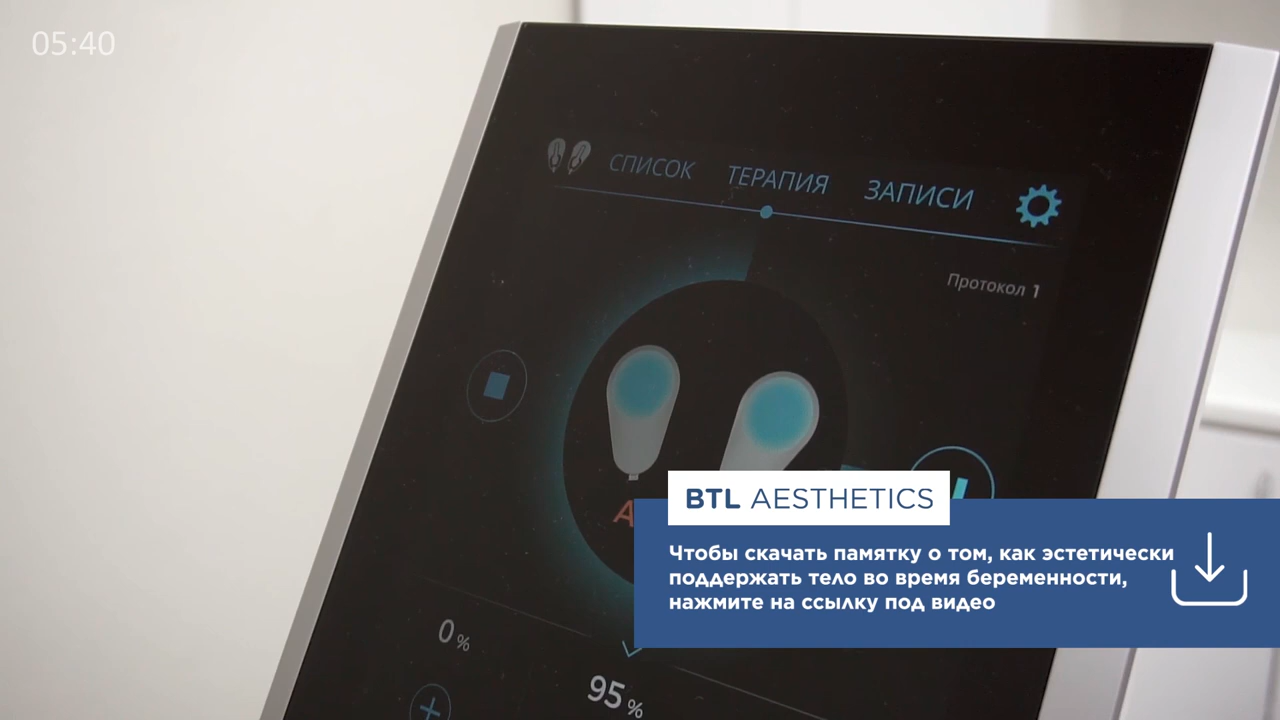 05:40
СПИСОК ТЕРАПИЯ ЗАПИСИ
Протокол 1
A
BTL AESTHETICS
Чтобы скачать памятку о том, как эстетически
поддержать тело во время беременности,
нажмите на ссылку под видео
0 %
95 %